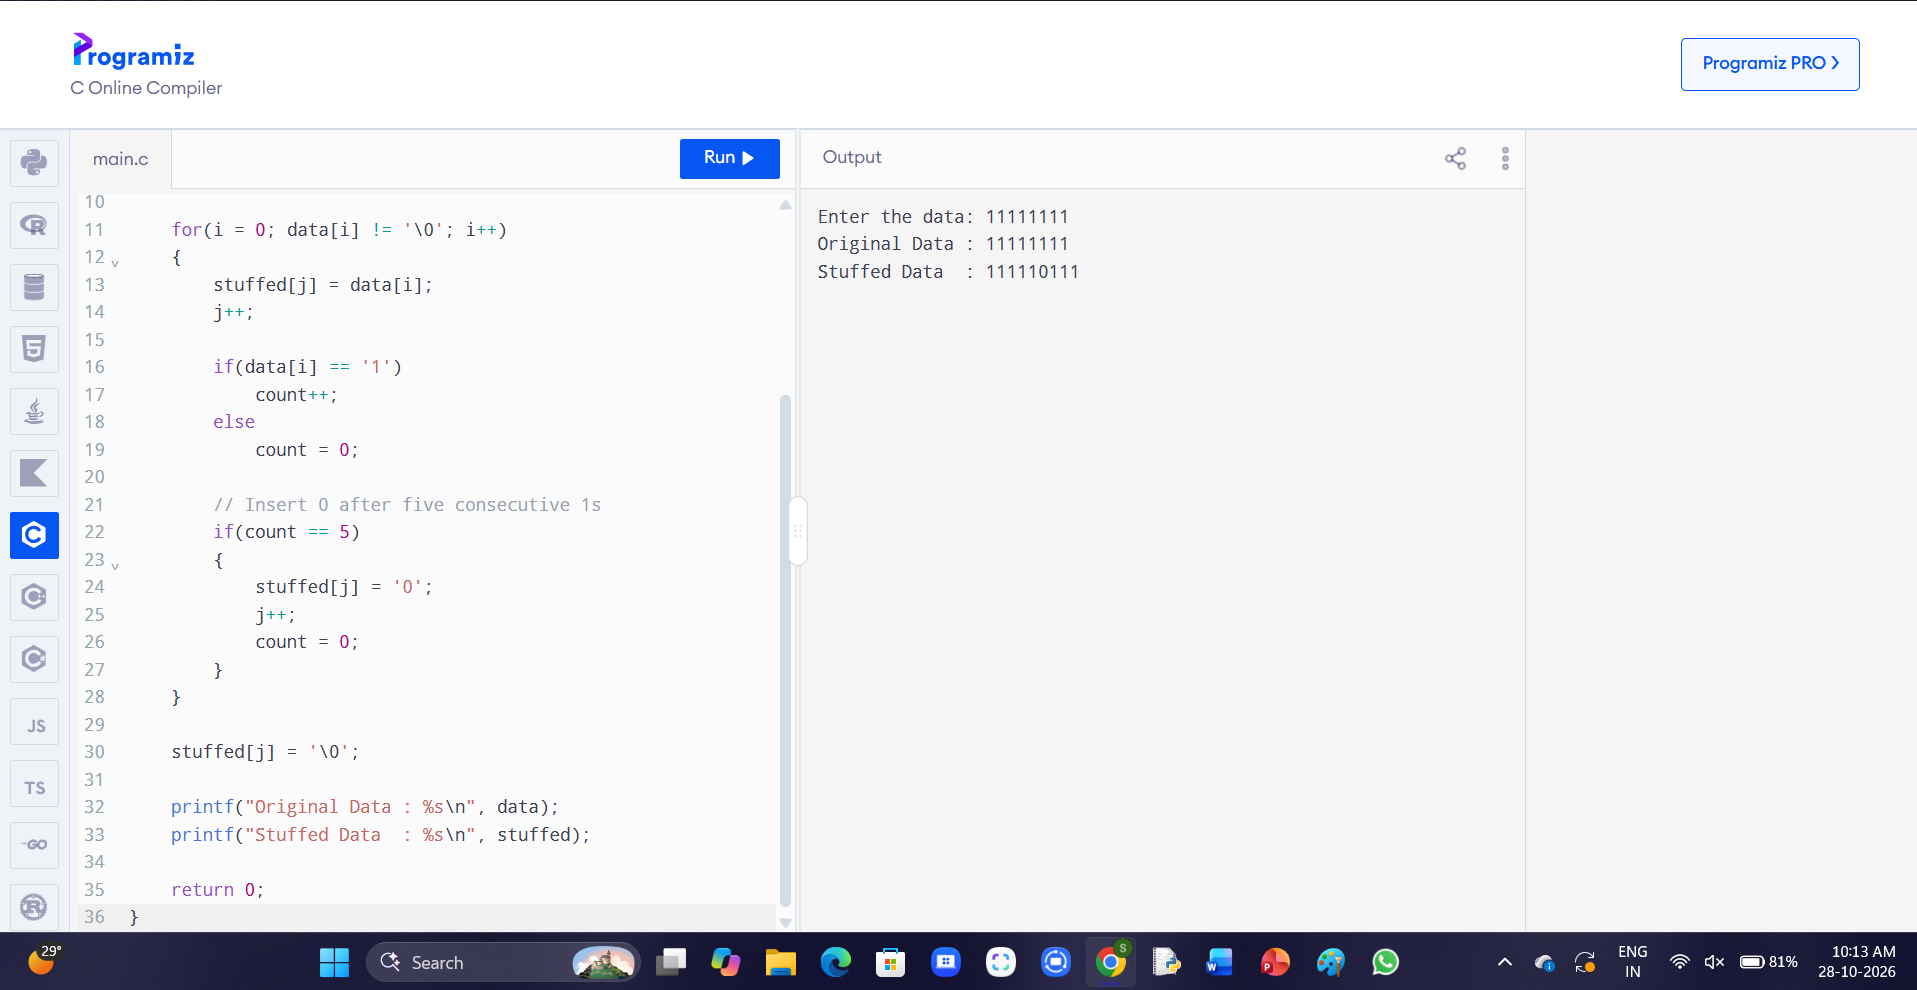 Programiz
C Online Compiler
Programiz PRO
main.c
Run
Output
10
11 for(i = 0; data[i] != '\0'; i++)
12 {
13 stuffed[j] = data[i];
14 j++;
15
16 if(data[i] == '1')
17 count++;
18 else
19 count = 0;
20
21 // Insert 0 after five consecutive 1s
22 if(count == 5)
23 {
24 stuffed[j] = '0';
25 j++;
26 count = 0;
27 }
28 }
29
30 stuffed[j] = '\0';
31
32 printf("Original Data : %s\n", data);
33 printf("Stuffed Data  : %s\n", stuffed);
34
35 return 0;
36 }
Enter the data: 11111111
Original Data : 11111111
Stuffed Data  : 111110111
JS
TS
GO
29°
Search
S
ENG
IN
81%
10:13 AM
28-10-2026